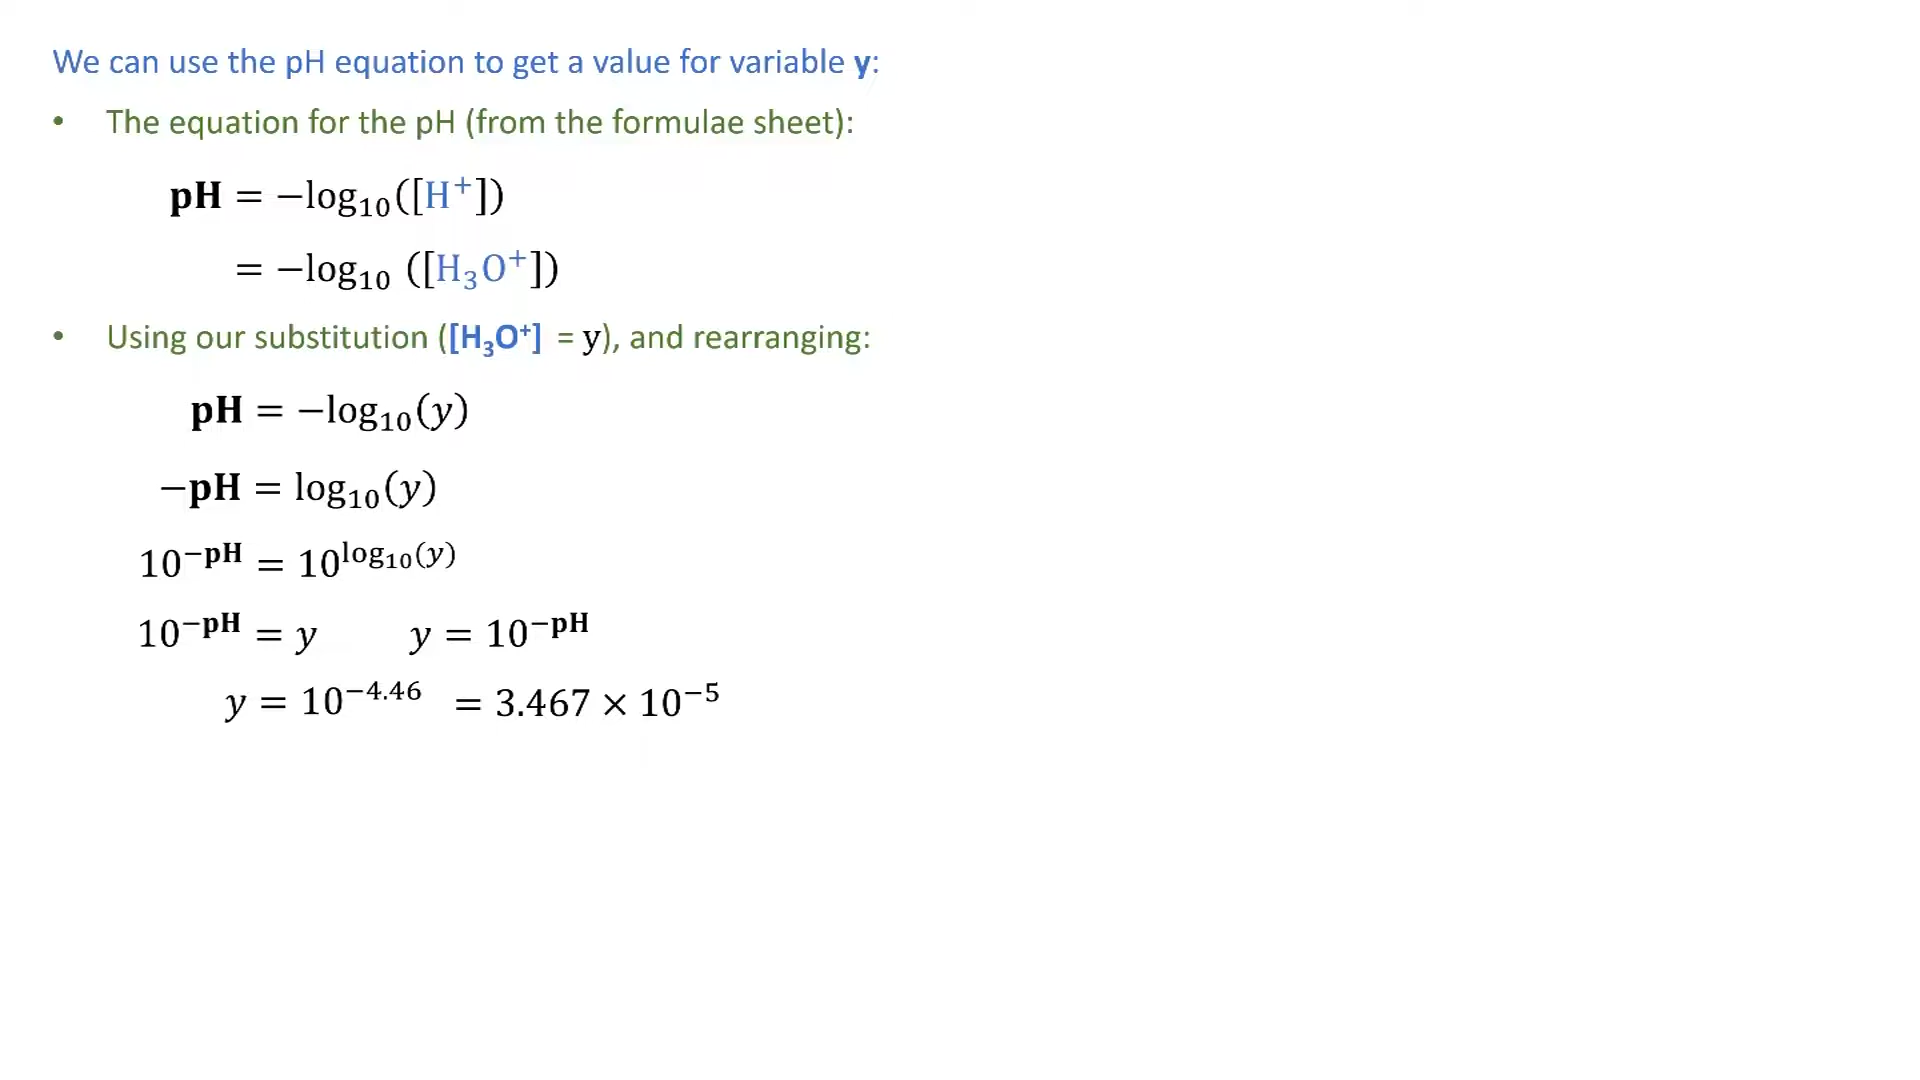 We can use the pH equation to get a value for variable y:
• The equation for the pH (from the formulae sheet):
pH = −log₁₀([H⁺])
= −log₁₀ ([H₃O⁺])
• Using our substitution ([H₃O⁺] = y), and rearranging:
pH = −log₁₀(y)
−pH = log₁₀(y)
10^−pH = 10^log₁₀(y)
10^−pH = y y = 10^−pH
y = 10^−4.46 = 3.467 × 10⁻⁵